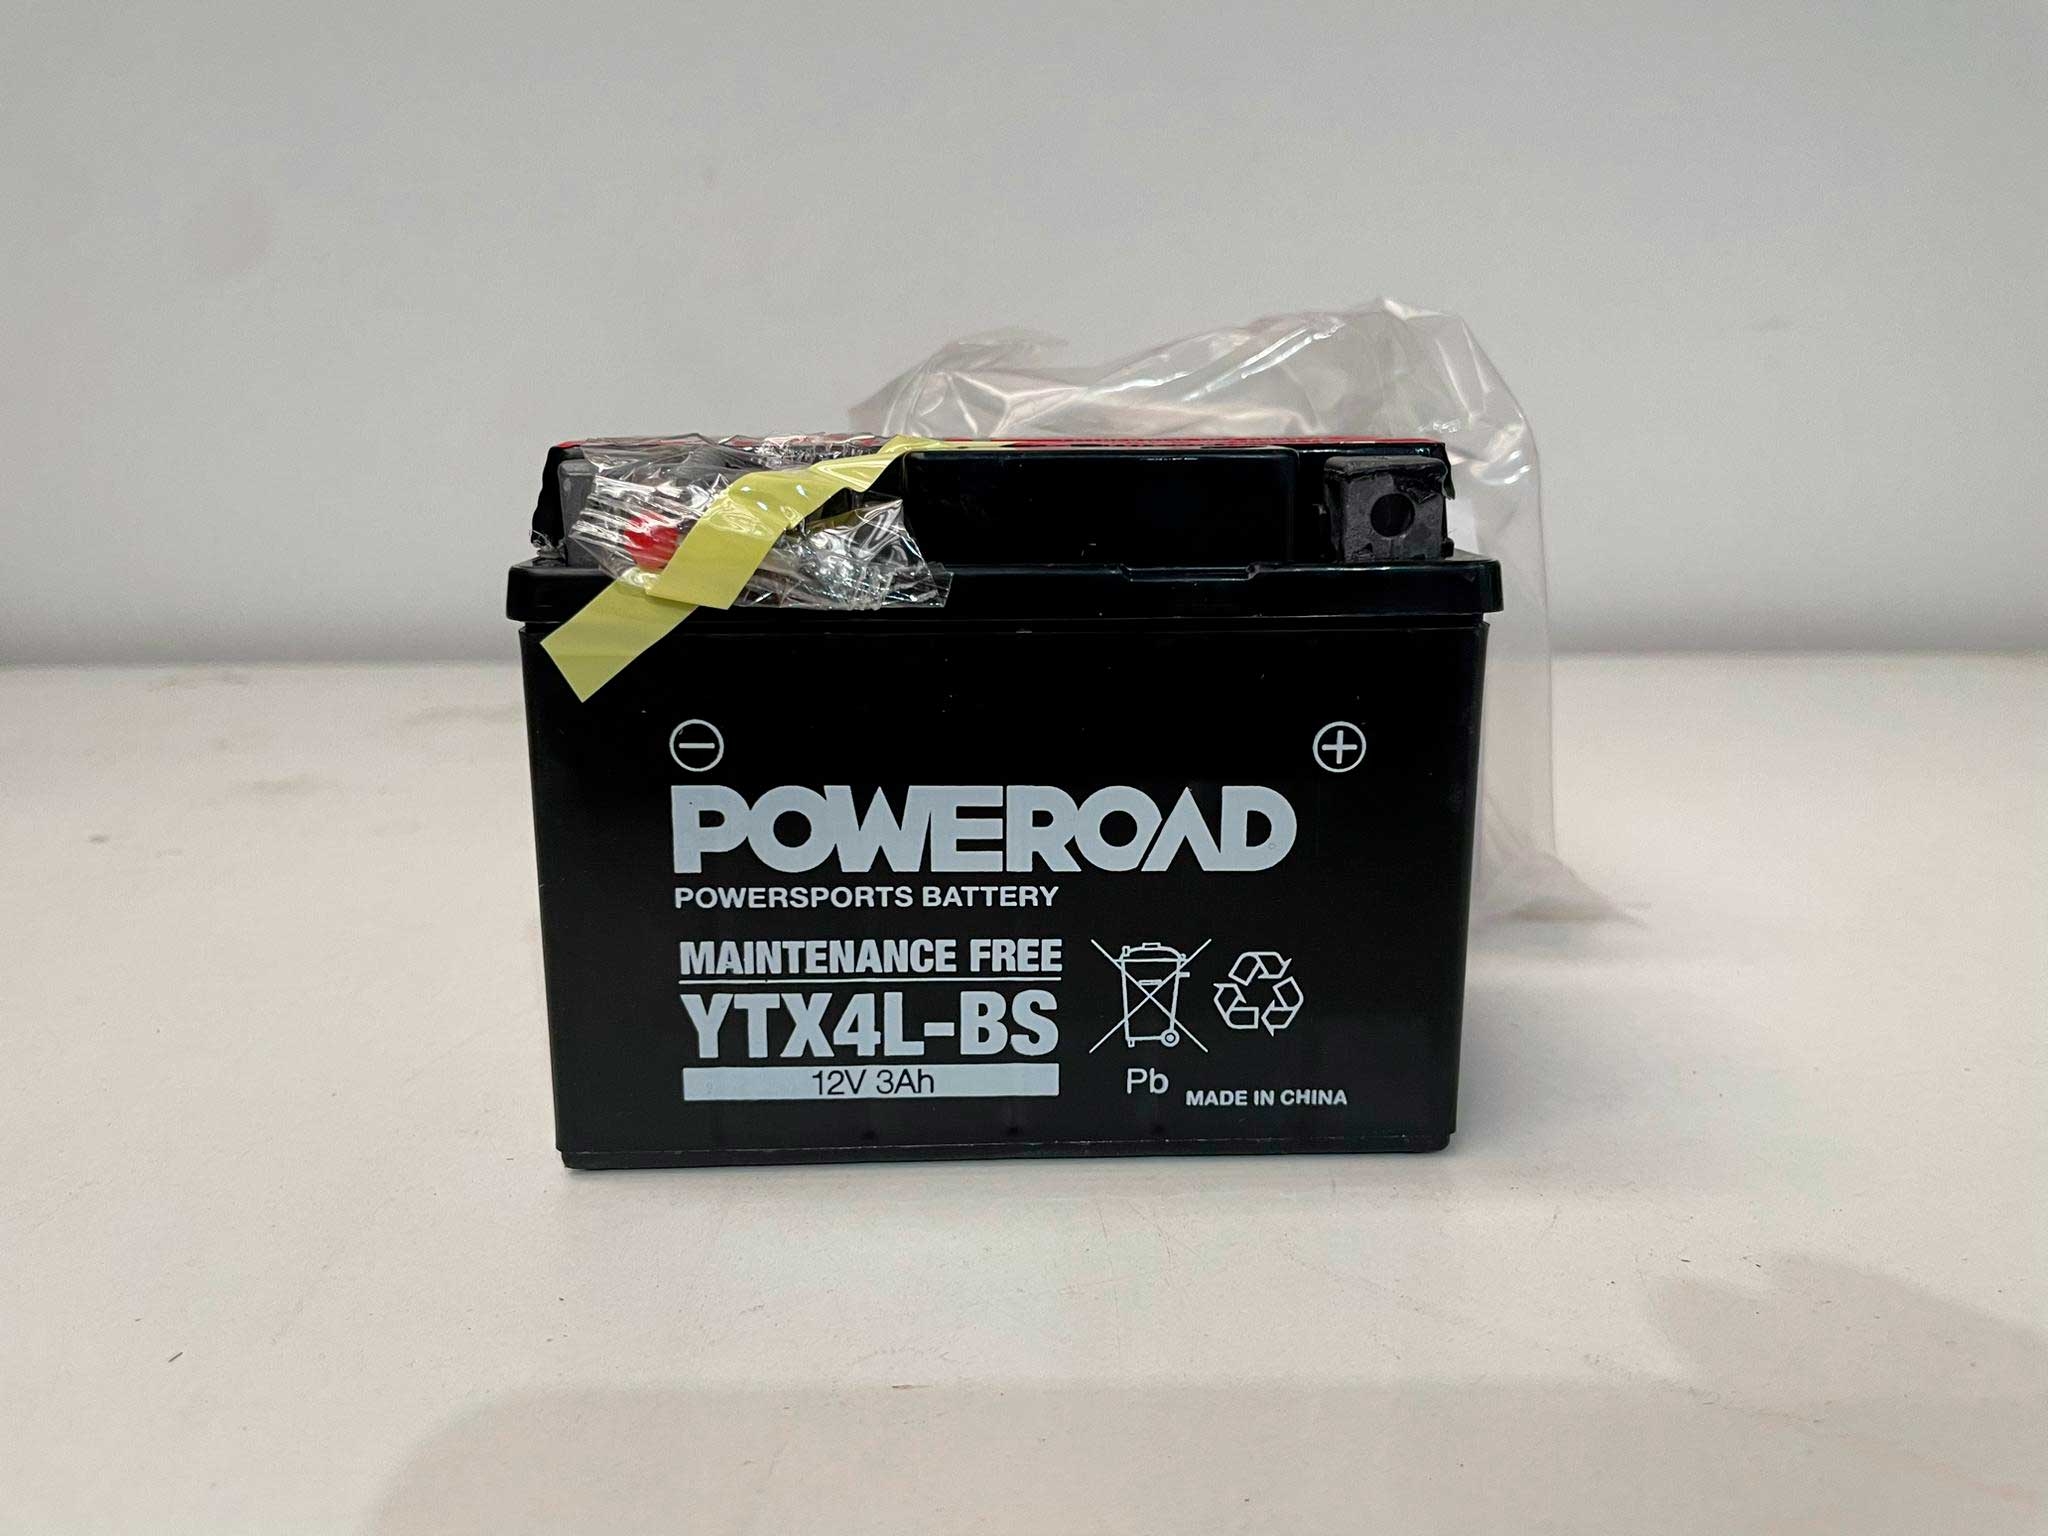 POWEROAD
POWERSPORTS BATTERY
MAINTENANCE FREE
YTX4L-BS
12V 3Ah
Pb
MADE IN CHINA